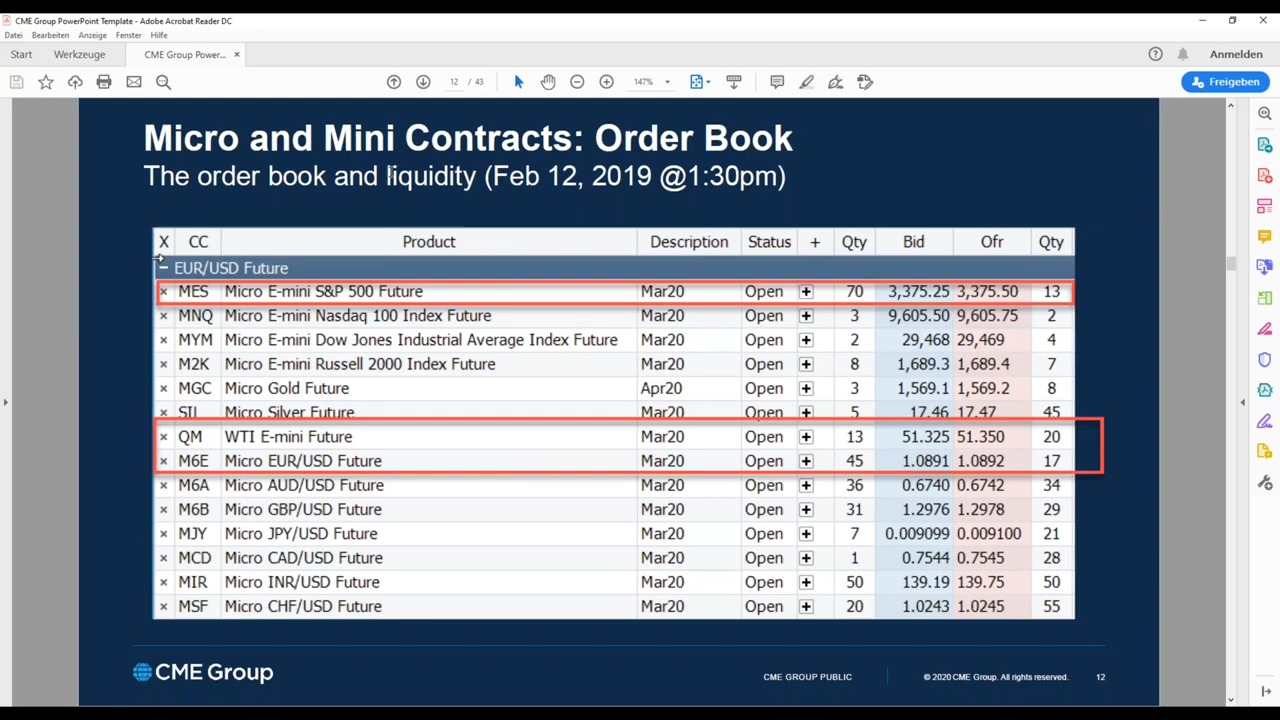 CME Group PowerPoint Template - Adobe Acrobat Reader DC
Datei Bearbeiten Anzeige Fenster Hilfe
Start Werkzeuge CME Group Power... × Anmelden
12 / 43 147% Freigeben
Micro and Mini Contracts: Order Book
The order book and liquidity (Feb 12, 2019 @1:30pm)
X CC Product Description Status + Qty Bid Ofr Qty
− EUR/USD Future
× MES Micro E-mini S&P 500 Future Mar20 Open + 70 3,375.25 3,375.50 13
× MNQ Micro E-mini Nasdaq 100 Index Future Mar20 Open + 3 9,605.50 9,605.75 2
× MYM Micro E-mini Dow Jones Industrial Average Index Future Mar20 Open + 2 29,468 29,469 4
× M2K Micro E-mini Russell 2000 Index Future Mar20 Open + 8 1,689.3 1,689.4 7
× MGC Micro Gold Future Apr20 Open + 3 1,569.1 1,569.2 8
× SIL Micro Silver Future Mar20 Open + 5 17.46 17.47 45
× QM WTI E-mini Future Mar20 Open + 13 51.325 51.350 20
× M6E Micro EUR/USD Future Mar20 Open + 45 1.0891 1.0892 17
× M6A Micro AUD/USD Future Mar20 Open + 36 0.6740 0.6742 34
× M6B Micro GBP/USD Future Mar20 Open + 31 1.2976 1.2978 29
× MJY Micro JPY/USD Future Mar20 Open + 7 0.009099 0.009100 21
× MCD Micro CAD/USD Future Mar20 Open + 1 0.7544 0.7545 28
× MIR Micro INR/USD Future Mar20 Open + 50 139.19 139.75 50
× MSF Micro CHF/USD Future Mar20 Open + 20 1.0243 1.0245 55
CME Group
CME GROUP PUBLIC © 2020 CME Group. All rights reserved. 12